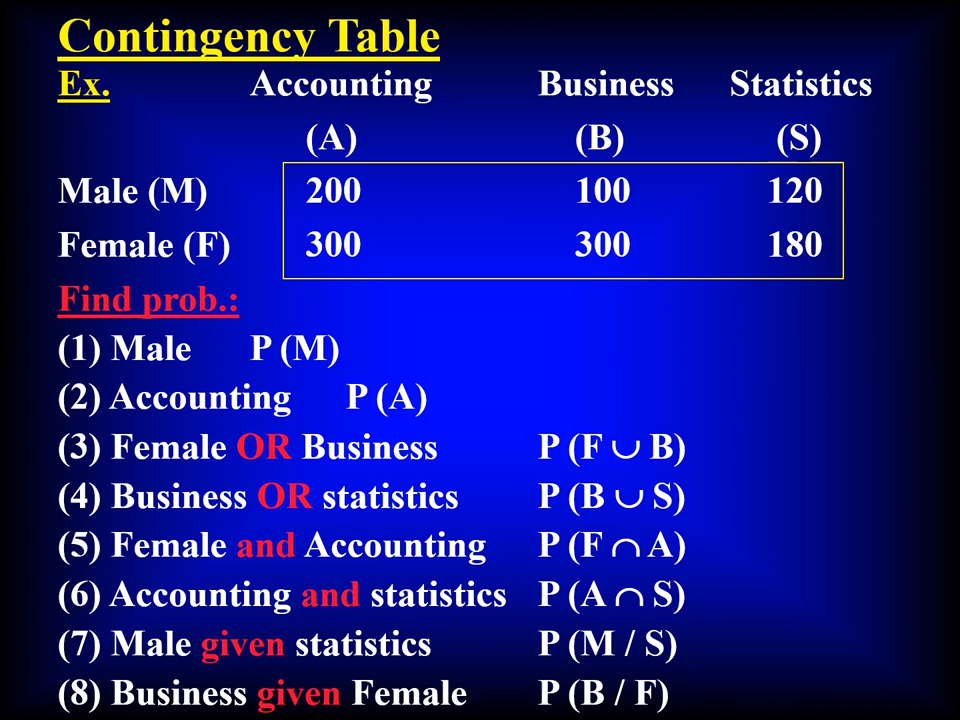 Contingency Table
Ex. Accounting Business Statistics
(A) (B) (S)
Male (M) 200 100 120
Female (F) 300 300 180
Find prob.:
(1) Male P (M)
(2) Accounting P (A)
(3) Female OR Business P (F ∪ B)
(4) Business OR statistics P (B ∪ S)
(5) Female and Accounting P (F ∩ A)
(6) Accounting and statistics P (A ∩ S)
(7) Male given statistics P (M / S)
(8) Business given Female P (B / F)